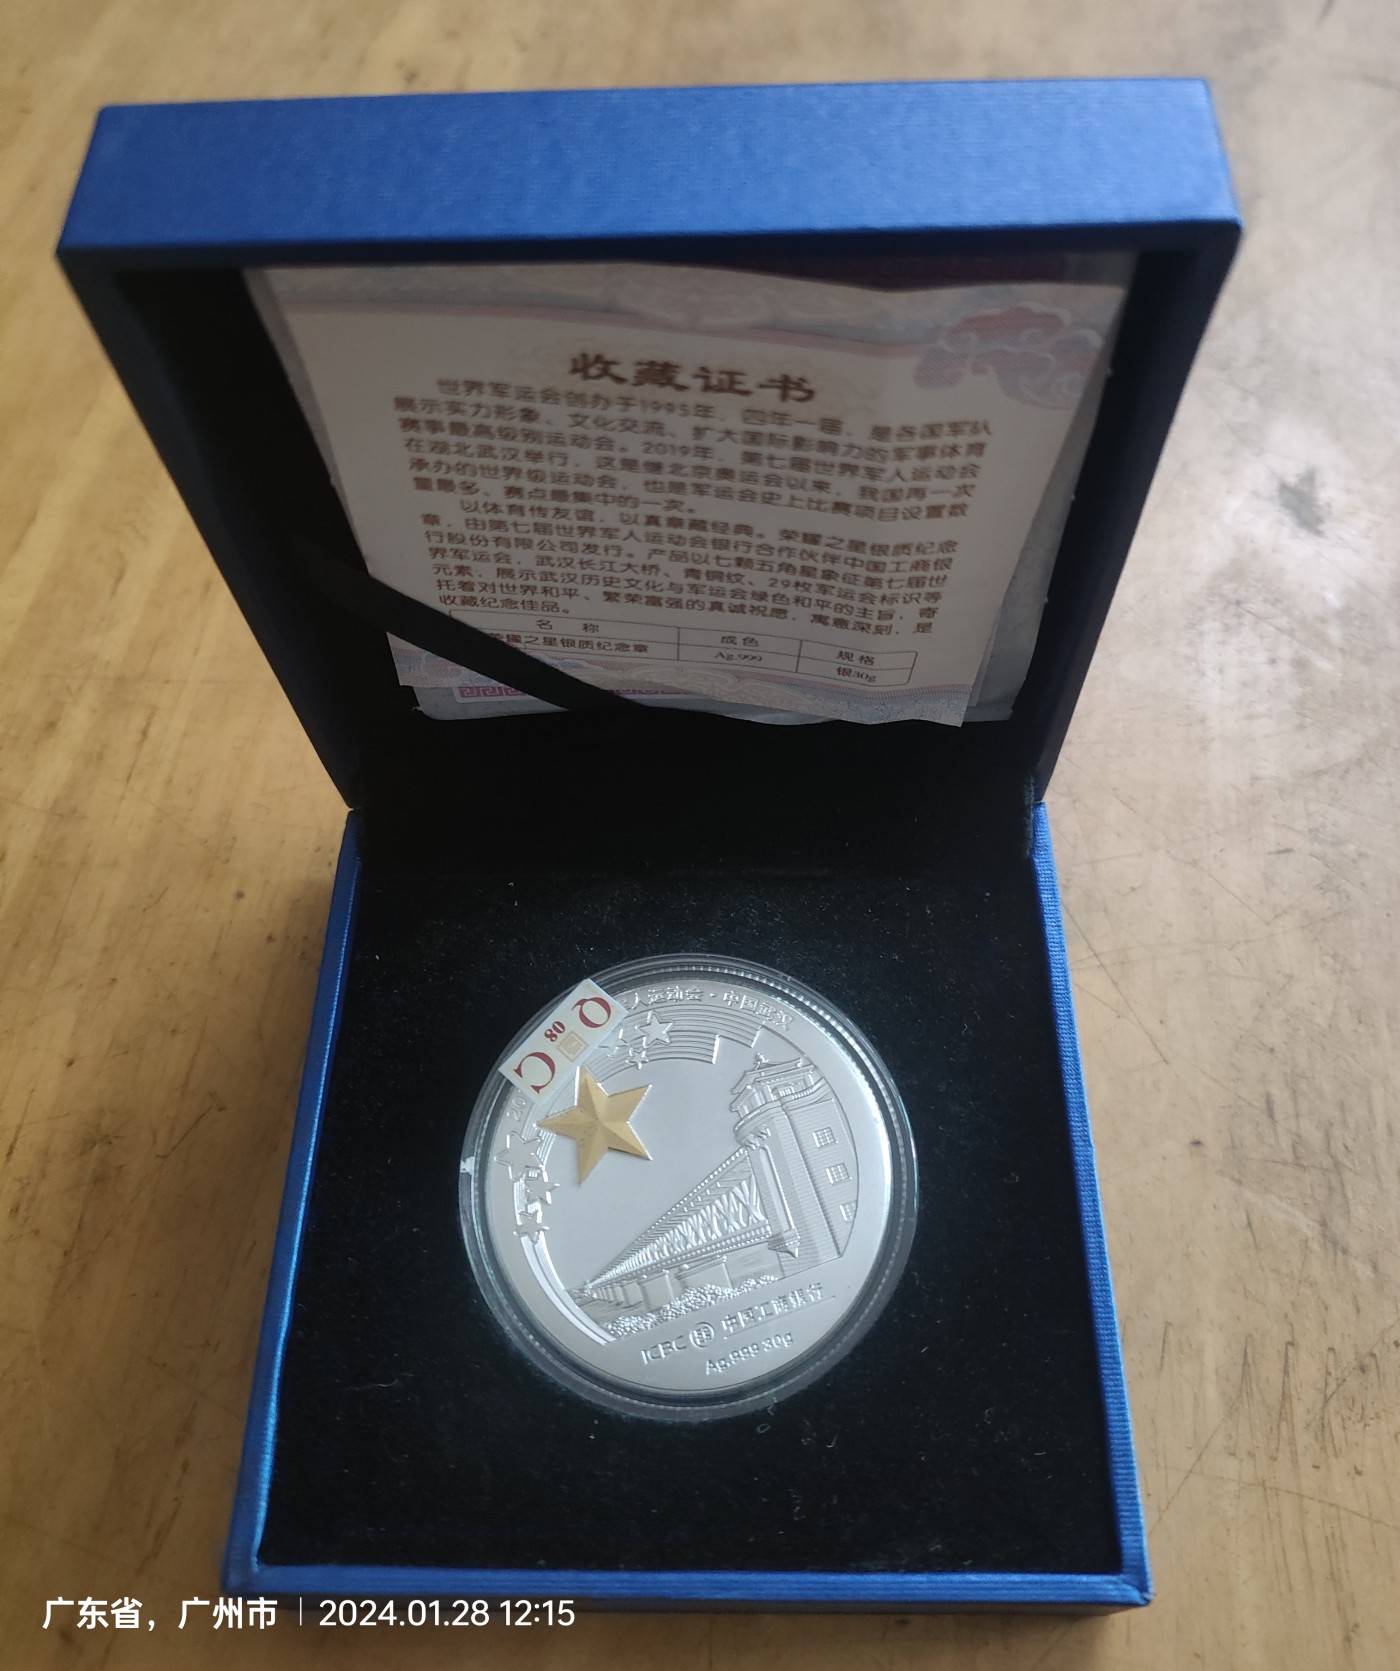 收藏证书
世界军运会创办于1995年，四年一届，是各国军队
展示实力形象、文化交流、扩大国际影响力的军事体育
赛事最高级别运动会。2019年，第七届世界军人运动会
在湖北武汉举行，这是继北京奥运会以来，我国再一次
承办的世界级运动会，也是军运会史上比赛项目设置数
量最多、赛点最集中的一次。
以体育传友谊，以真章藏经典。荣耀之星银质纪念
章，由第七届世界军人运动会银行合作伙伴中国工商银
行股份有限公司发行。产品以七颗五角星象征第七届世
界军运会，武汉长江大桥、青铜纹、29枚军运会标识等
元素，展示武汉历史文化与军运会绿色和平的主旨，寄
托着对世界和平、繁荣富强的真诚祝愿，寓意深刻，是
收藏纪念佳品。
名 称 成色 规格
荣耀之星银质纪念章 Ag.999 银30g
军人运动会·中国武汉
80
ICBC 中国工商银行
Ag.999 30g
广东省，广州市 | 2024.01.28 12:15